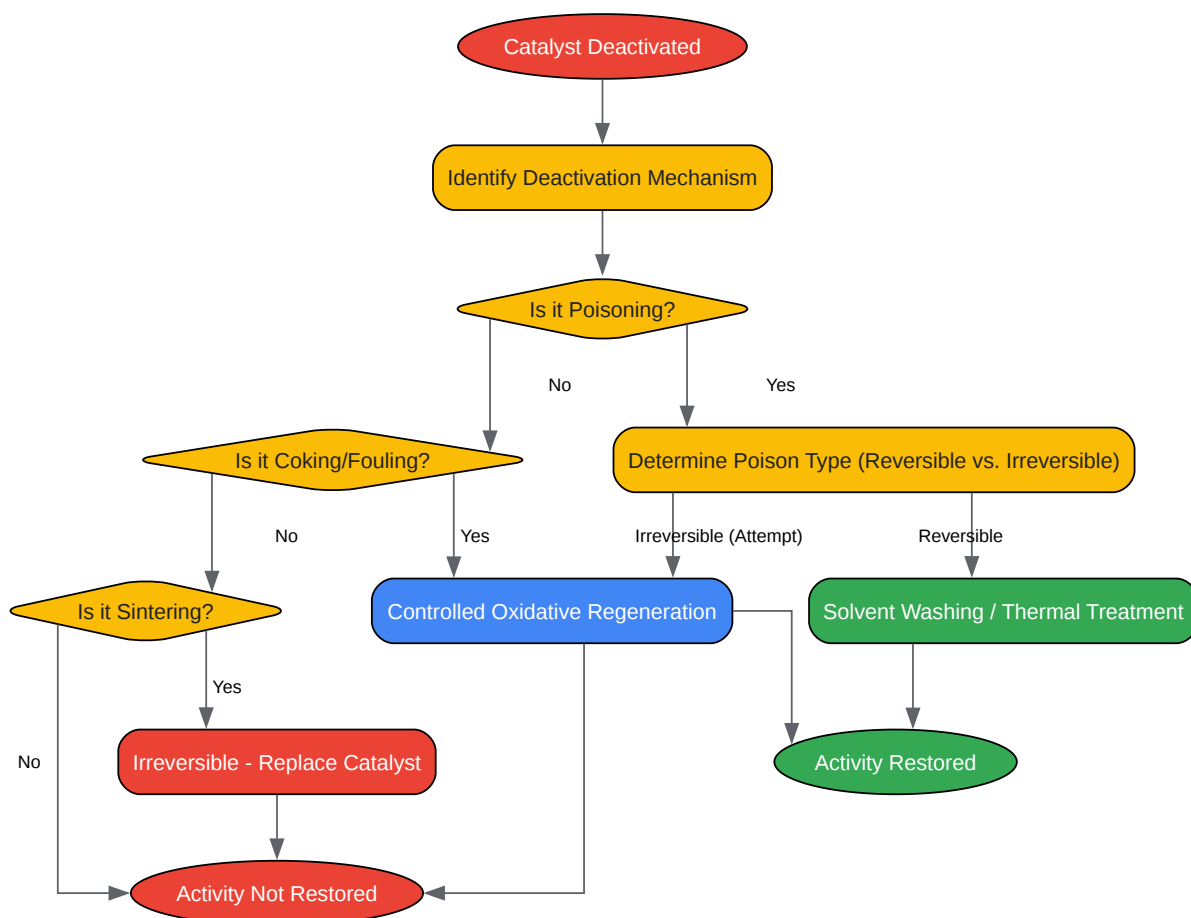 Catalyst Deactivated
Identify Deactivation Mechanism
Is it Poisoning?
No
Yes
Is it Coking/Fouling?
Determine Poison Type (Reversible vs. Irreversible)
No
Yes
Irreversible (Attempt)
Reversible
Is it Sintering?
Controlled Oxidative Regeneration
Solvent Washing / Thermal Treatment
Yes
No
Irreversible - Replace Catalyst
Activity Restored
Activity Not Restored